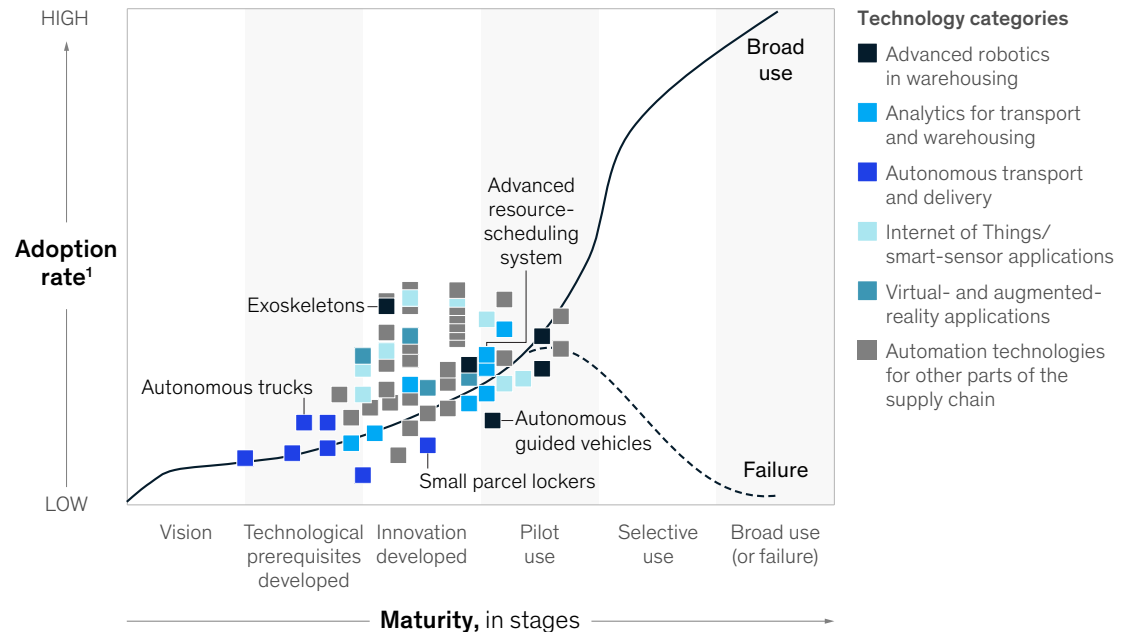 HIGH
Adoption
rate¹
LOW
Broad
use
Advanced
resource-
scheduling
system
Exoskeletons
Autonomous trucks
Autonomous
guided vehicles
Small parcel lockers
Failure
Vision
Technological
prerequisites
developed
Innovation
developed
Pilot
use
Selective
use
Broad use
(or failure)
Maturity, in stages
Technology categories
Advanced robotics
in warehousing
Analytics for transport
and warehousing
Autonomous transport
and delivery
Internet of Things/
smart-sensor applications
Virtual- and augmented-
reality applications
Automation technologies
for other parts of the
supply chain